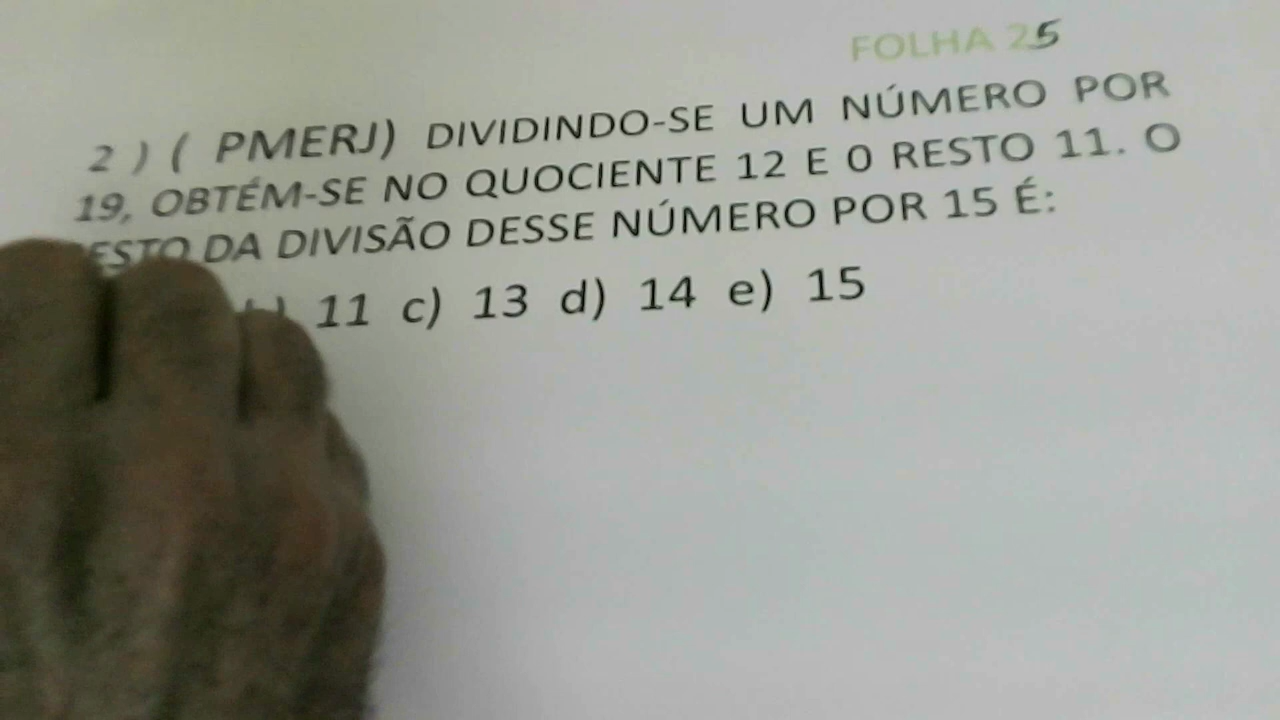 FOLHA 25
2 ) ( PMERJ) DIVIDINDO-SE UM NÚMERO POR
19, OBTÉM-SE NO QUOCIENTE 12 E 0 RESTO 11. O
ESTO DA DIVISÃO DESSE NÚMERO POR 15 É:
11 c) 13 d) 14 e) 15